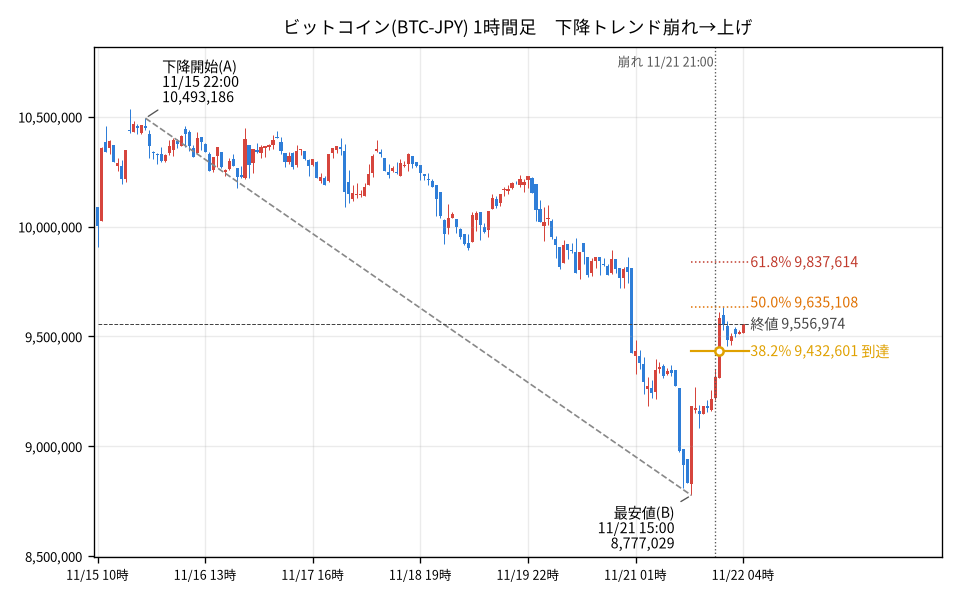 ビットコイン(BTC-JPY) 1時間足　下降トレンド崩れ→上げ
崩れ 11/21 21:00
下降開始(A)
11/15 22:00
10,493,186
10,500,000
10,000,000
9,500,000
9,000,000
8,500,000
61.8% 9,837,614
50.0% 9,635,108
終値 9,556,974
38.2% 9,432,601 到達
最安値(B)
11/21 15:00
8,777,029
11/15 10時
11/16 13時
11/17 16時
11/18 19時
11/19 22時
11/21 01時
11/22 04時